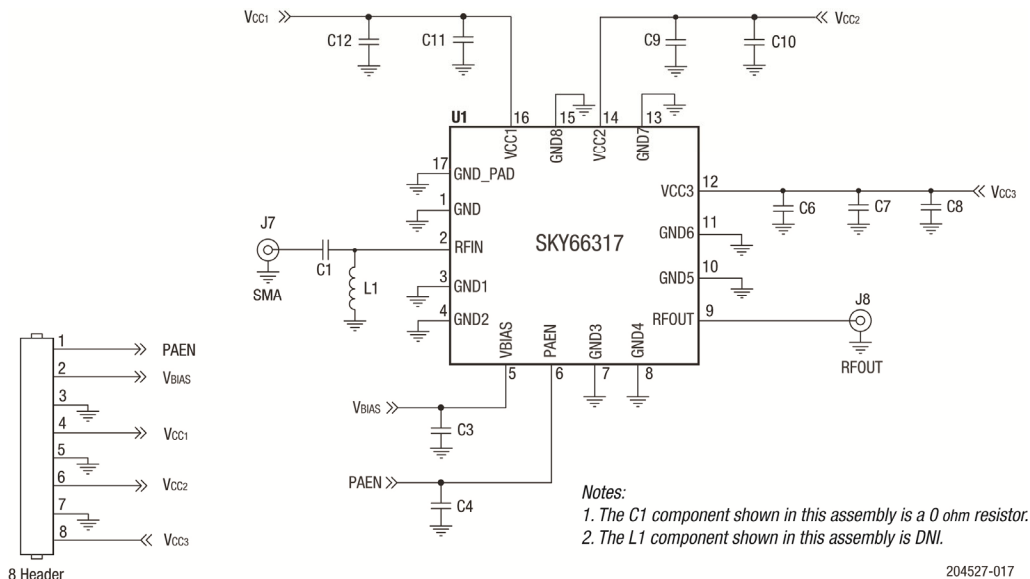 VCC1
C12
C11
C9
C10
VCC2
U1
16
15
14
13
VCC1
GND8
VCC2
GND7
17
GND_PAD
1
GND
J7
SMA
C1
L1
2
RFIN
3
GND1
4
GND2
SKY66317
VCC3
12
C6
C7
C8
VCC3
GND6
11
GND5
10
RFOUT
9
J8
RFOUT
VBIAS
PAEN
GND3
GND4
5
6
7
8
VBIAS
C3
PAEN
C4
1
PAEN
2
VBIAS
3
4
VCC1
5
6
VCC2
7
8
VCC3
8 Header
Notes:
1. The C1 component shown in this assembly is a 0 ohm resistor.
2. The L1 component shown in this assembly is DNI.
204527-017